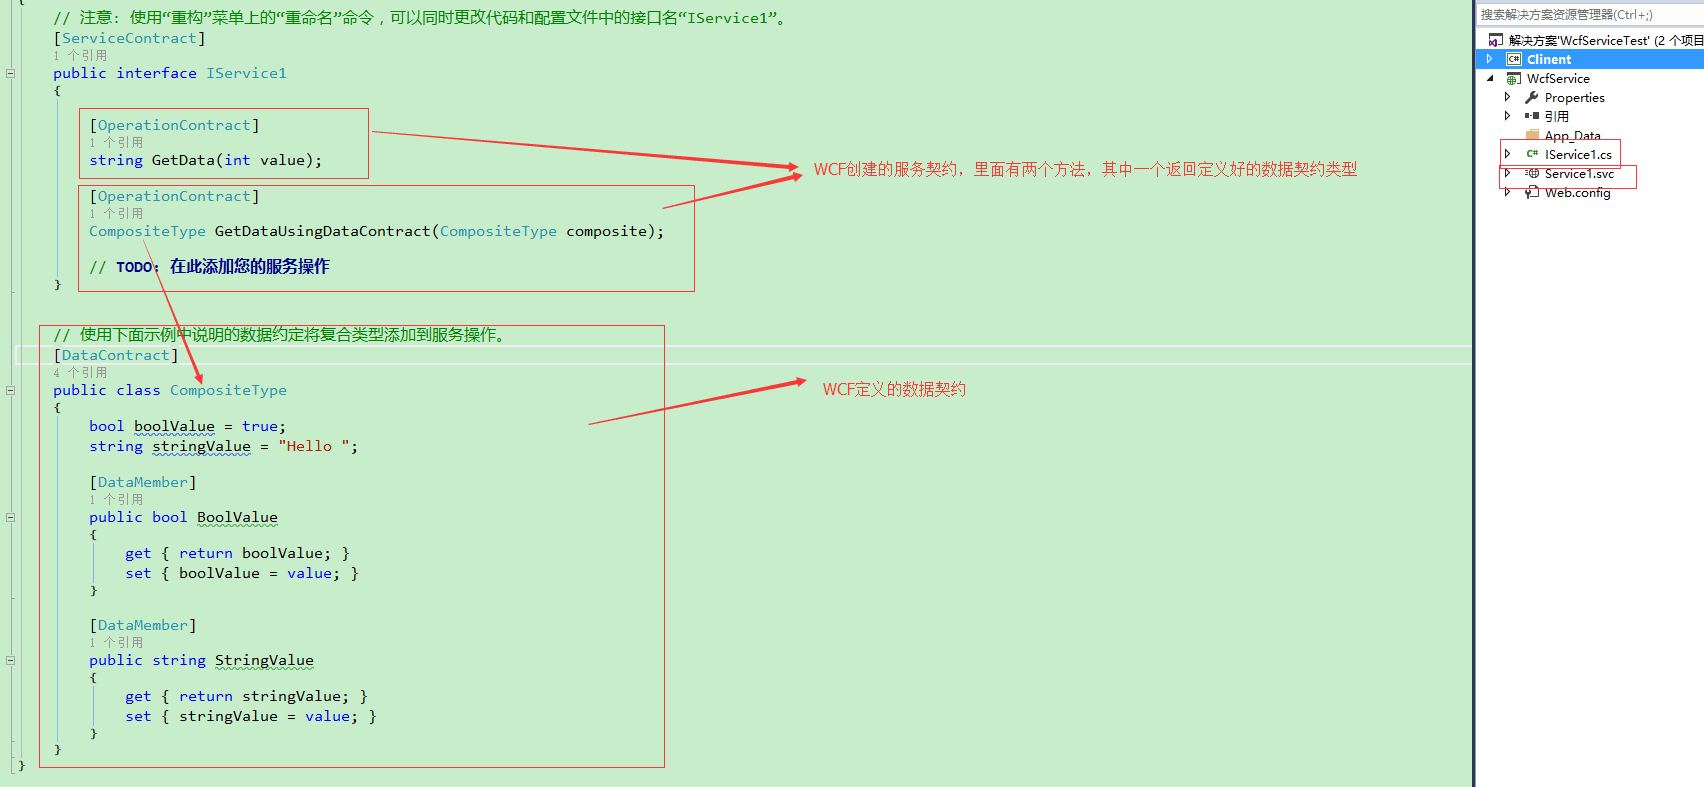 {
// 注意: 使用“重构”菜单上的“重命名”命令，可以同时更改代码和配置文件中的接口名“IService1”。
[ServiceContract]
1 个引用
public interface IService1
{
[OperationContract]
1 个引用
string GetData(int value);
[OperationContract]
1 个引用
CompositeType GetDataUsingDataContract(CompositeType composite);
// TODO: 在此添加您的服务操作
}
WCF创建的服务契约，里面有两个方法，其中一个返回定义好的数据契约类型
// 使用下面示例中说明的数据约定将复合类型添加到服务操作。
[DataContract]
4 个引用
public class CompositeType
{
bool boolValue = true;
string stringValue = "Hello ";
[DataMember]
1 个引用
public bool BoolValue
{
get { return boolValue; }
set { boolValue = value; }
}
[DataMember]
1 个引用
public string StringValue
{
get { return stringValue; }
set { stringValue = value; }
}
}
}
WCF定义的数据契约
搜索解决方案资源管理器(Ctrl+;)
解决方案'WcfServiceTest' (2 个项目
C# Clinent
WcfService
Properties
引用
App_Data
C# IService1.cs
Service1.svc
Web.config